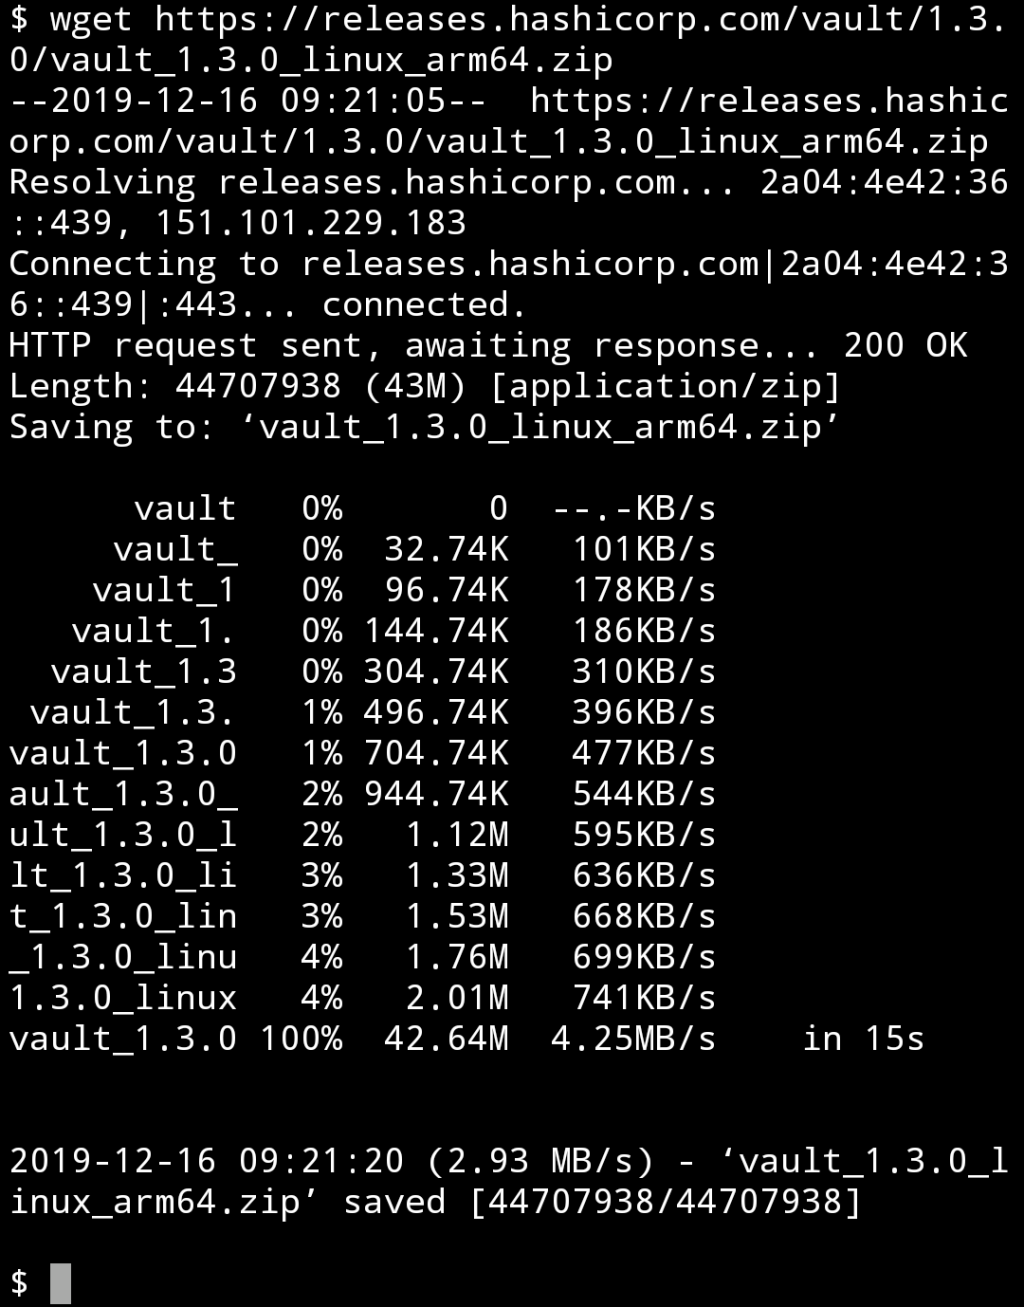 $ wget https://releases.hashicorp.com/vault/1.3.
0/vault_1.3.0_linux_arm64.zip
--2019-12-16 09:21:05--  https://releases.hashic
orp.com/vault/1.3.0/vault_1.3.0_linux_arm64.zip
Resolving releases.hashicorp.com... 2a04:4e42:36
::439, 151.101.229.183
Connecting to releases.hashicorp.com|2a04:4e42:3
6::439|:443... connected.
HTTP request sent, awaiting response... 200 OK
Length: 44707938 (43M) [application/zip]
Saving to: ‘vault_1.3.0_linux_arm64.zip’

      vault   0%       0  --.-KB/s
     vault_   0%  32.74K   101KB/s
    vault_1   0%  96.74K   178KB/s
   vault_1.   0% 144.74K   186KB/s
  vault_1.3   0% 304.74K   310KB/s
 vault_1.3.   1% 496.74K   396KB/s
vault_1.3.0   1% 704.74K   477KB/s
ault_1.3.0_   2% 944.74K   544KB/s
ult_1.3.0_l   2%   1.12M   595KB/s
lt_1.3.0_li   3%   1.33M   636KB/s
t_1.3.0_lin   3%   1.53M   668KB/s
_1.3.0_linu   4%   1.76M   699KB/s
1.3.0_linux   4%   2.01M   741KB/s
vault_1.3.0 100%  42.64M  4.25MB/s    in 15s

2019-12-16 09:21:20 (2.93 MB/s) - ‘vault_1.3.0_l
inux_arm64.zip’ saved [44707938/44707938]

$